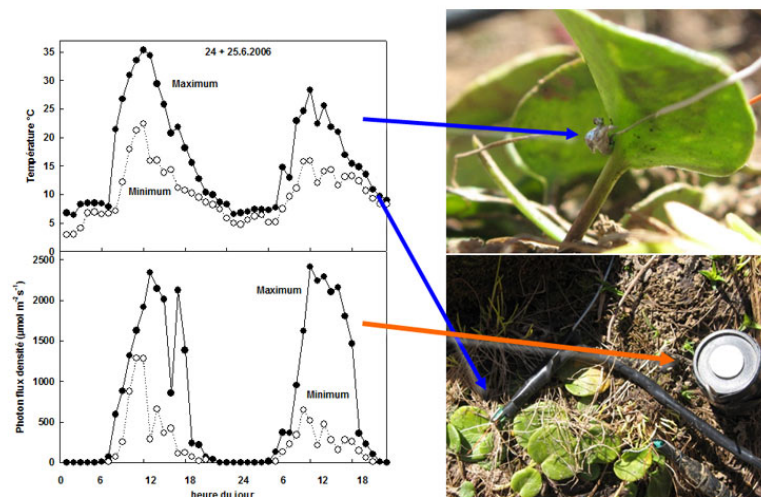 24 + 25.6.2006
Température °C
35
30
25
20
15
10
5
0
Maximum
Minimum
Photon flux densité (µmol m-2 s-1)
2500
2000
1500
1000
500
0
Maximum
Minimum
0 6 12 18 24 6 12 18
heure du jour